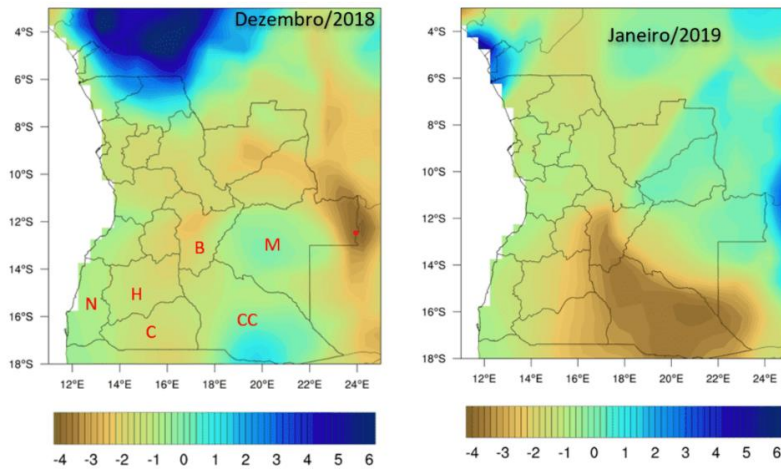 Dezembro/2018
4°S
6°S
8°S
10°S
12°S
14°S
16°S
18°S
B
M
N
H
C
CC
12°E
14°E
16°E
18°E
20°E
22°E
24°E
-4 -3 -2 -1 0 1 2 3 4 5 6
Janeiro/2019
4°S
6°S
8°S
10°S
12°S
14°S
16°S
18°S
12°E
14°E
16°E
18°E
20°E
22°E
24°E
-4 -3 -2 -1 0 1 2 3 4 5 6